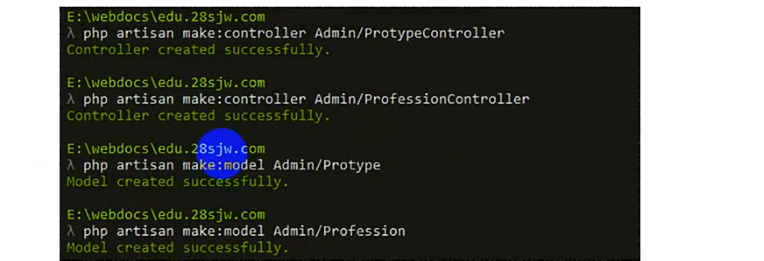 E:\webdocs\edu.28sjw.com
λ php artisan make:controller Admin/ProtypeController
Controller created successfully.
E:\webdocs\edu.28sjw.com
λ php artisan make:controller Admin/ProfessionController
Controller created successfully.
E:\webdocs\edu.28sjw.com
λ php artisan make:model Admin/Protype
Model created successfully.
E:\webdocs\edu.28sjw.com
λ php artisan make:model Admin/Profession
Model created successfully.